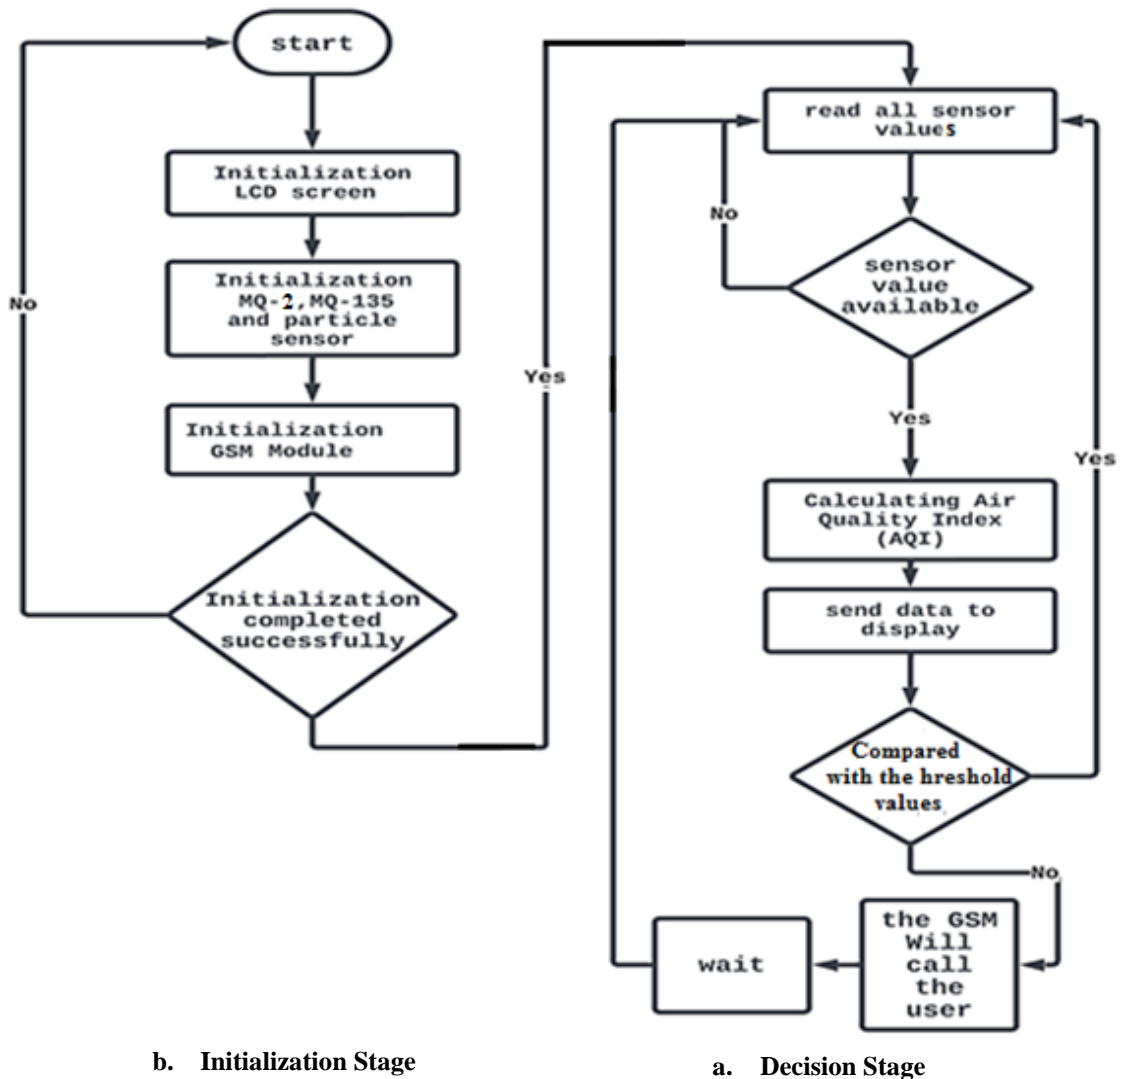 start
Initialization
LCD screen
Initialization
MQ-2,MQ-135
and particle
sensor
No
Initialization
GSM Module
Initialization
completed
successfully
Yes
read all sensor
values
No
sensor
value
available
Yes
Yes
Calculating Air
Quality Index
(AQI)
send data to
display
Compared
with the hreshold
values
No
the GSM
Will
call
the
user
wait
b. Initialization Stage
a. Decision Stage